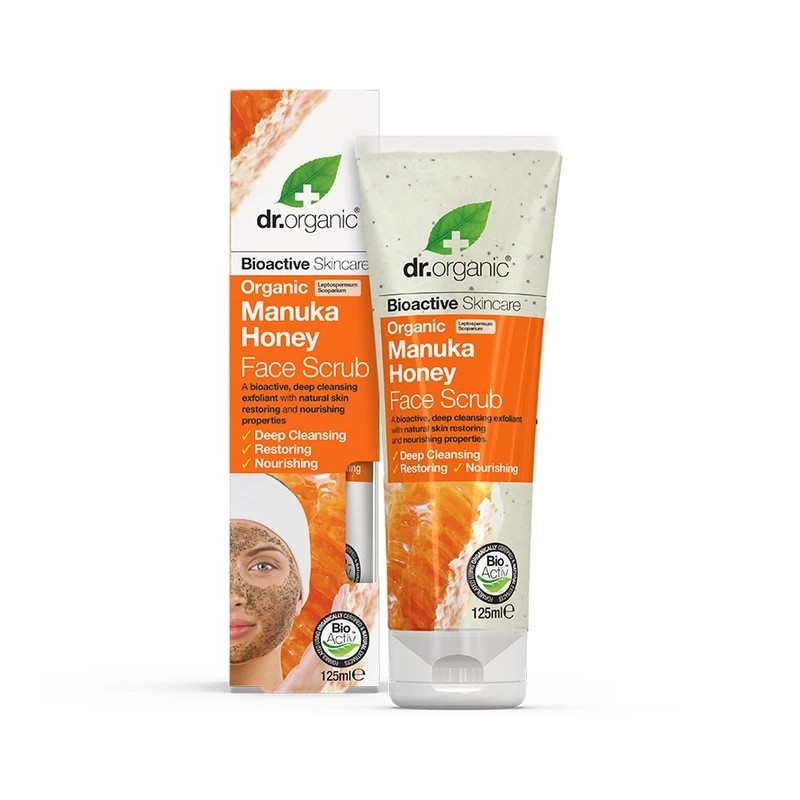 dr.organic®
Bioactive Skincare
Organic Leptospermum Scoparium
Manuka
Honey
Face Scrub
A bioactive, deep cleansing
exfoliant with natural skin
restoring and nourishing
properties
✓ Deep Cleansing
✓ Restoring
✓ Nourishing
ing
Bio
Activ
125ml℮
dr.organic®
Bioactive Skincare
Organic Leptospermum Scoparium
Manuka
Honey
Face Scrub
A bioactive, deep cleansing exfoliant
with natural skin restoring
and nourishing properties
✓ Deep Cleansing
✓ Restoring ✓ Nourishing
Bio
Activ
125ml℮